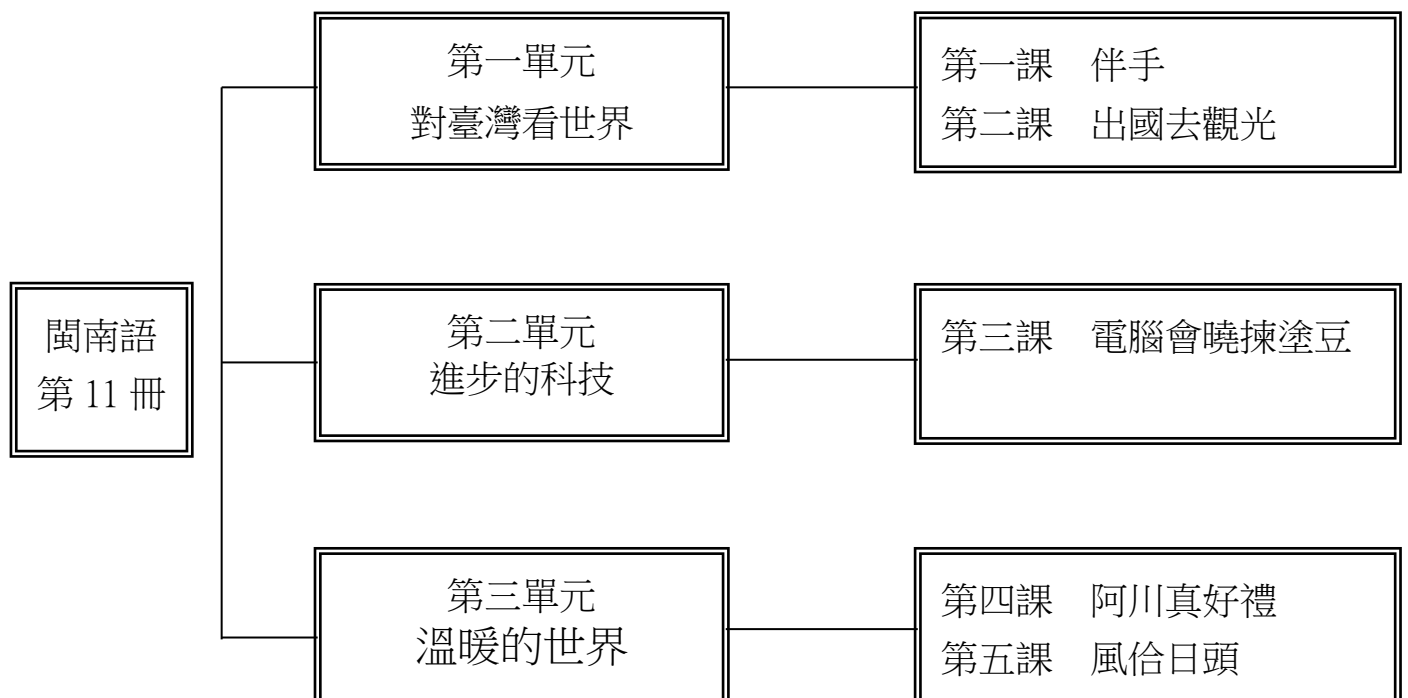 閩南語
第 11 冊
第一單元
對臺灣看世界
第一課　伴手
第二課　出國去觀光
第二單元
進步的科技
第三課　電腦會曉揀塗豆
第三單元
溫暖的世界
第四課　阿川真好禮
第五課　風佮日頭